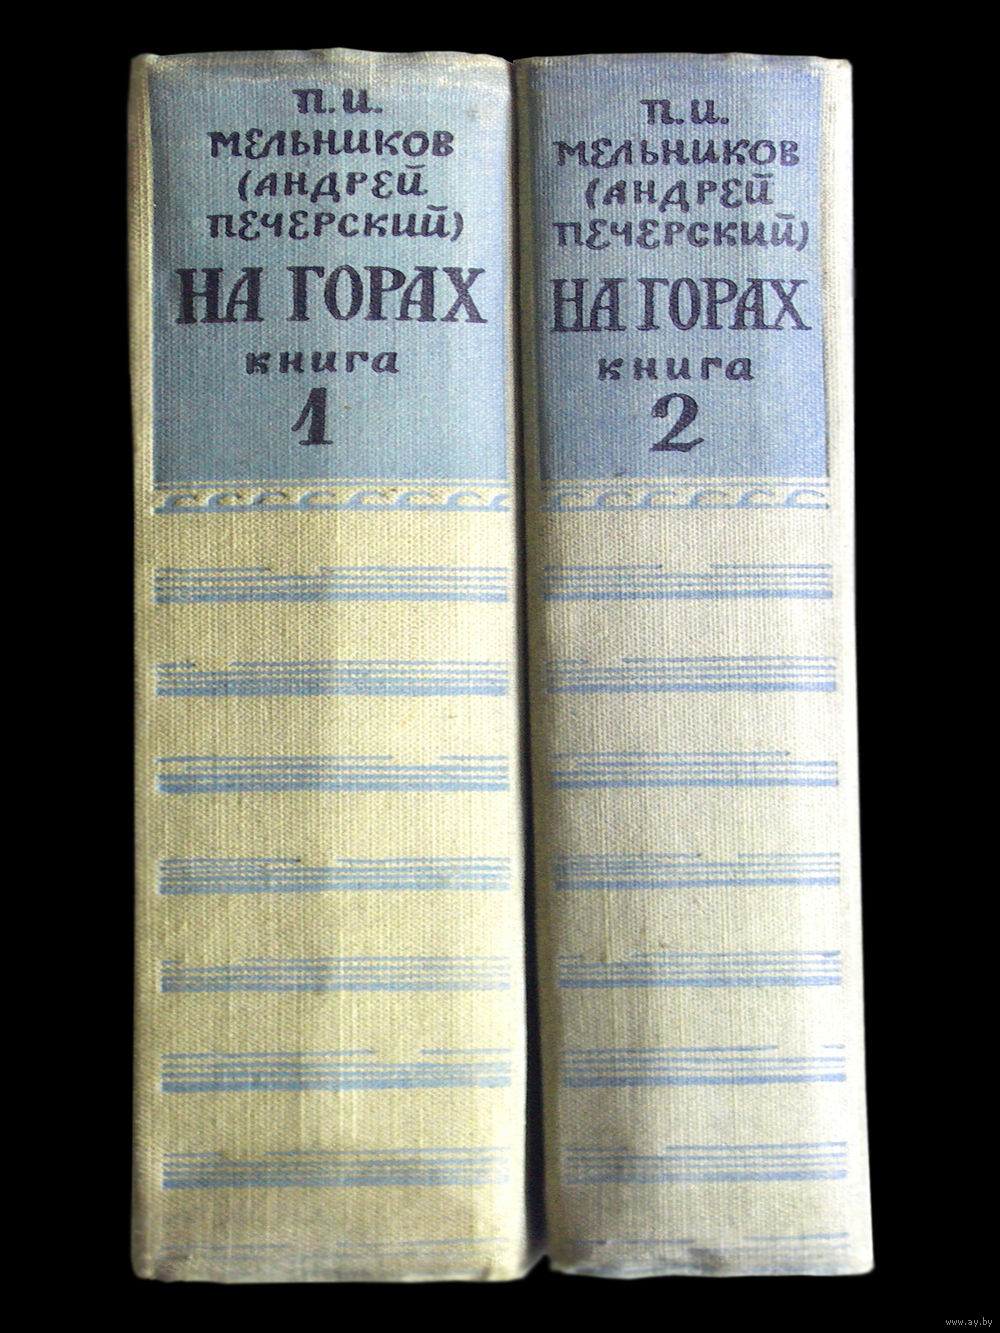 П.И.
МЕЛЬНИКОВ
(АНДРЕЙ
ПЕЧЕРСКИЙ)
НА ГОРАХ
книга
1
П.И.
МЕЛЬНИКОВ
(АНДРЕЙ
ПЕЧЕРСКИЙ)
НА ГОРАХ
книга
2
www.ay.by